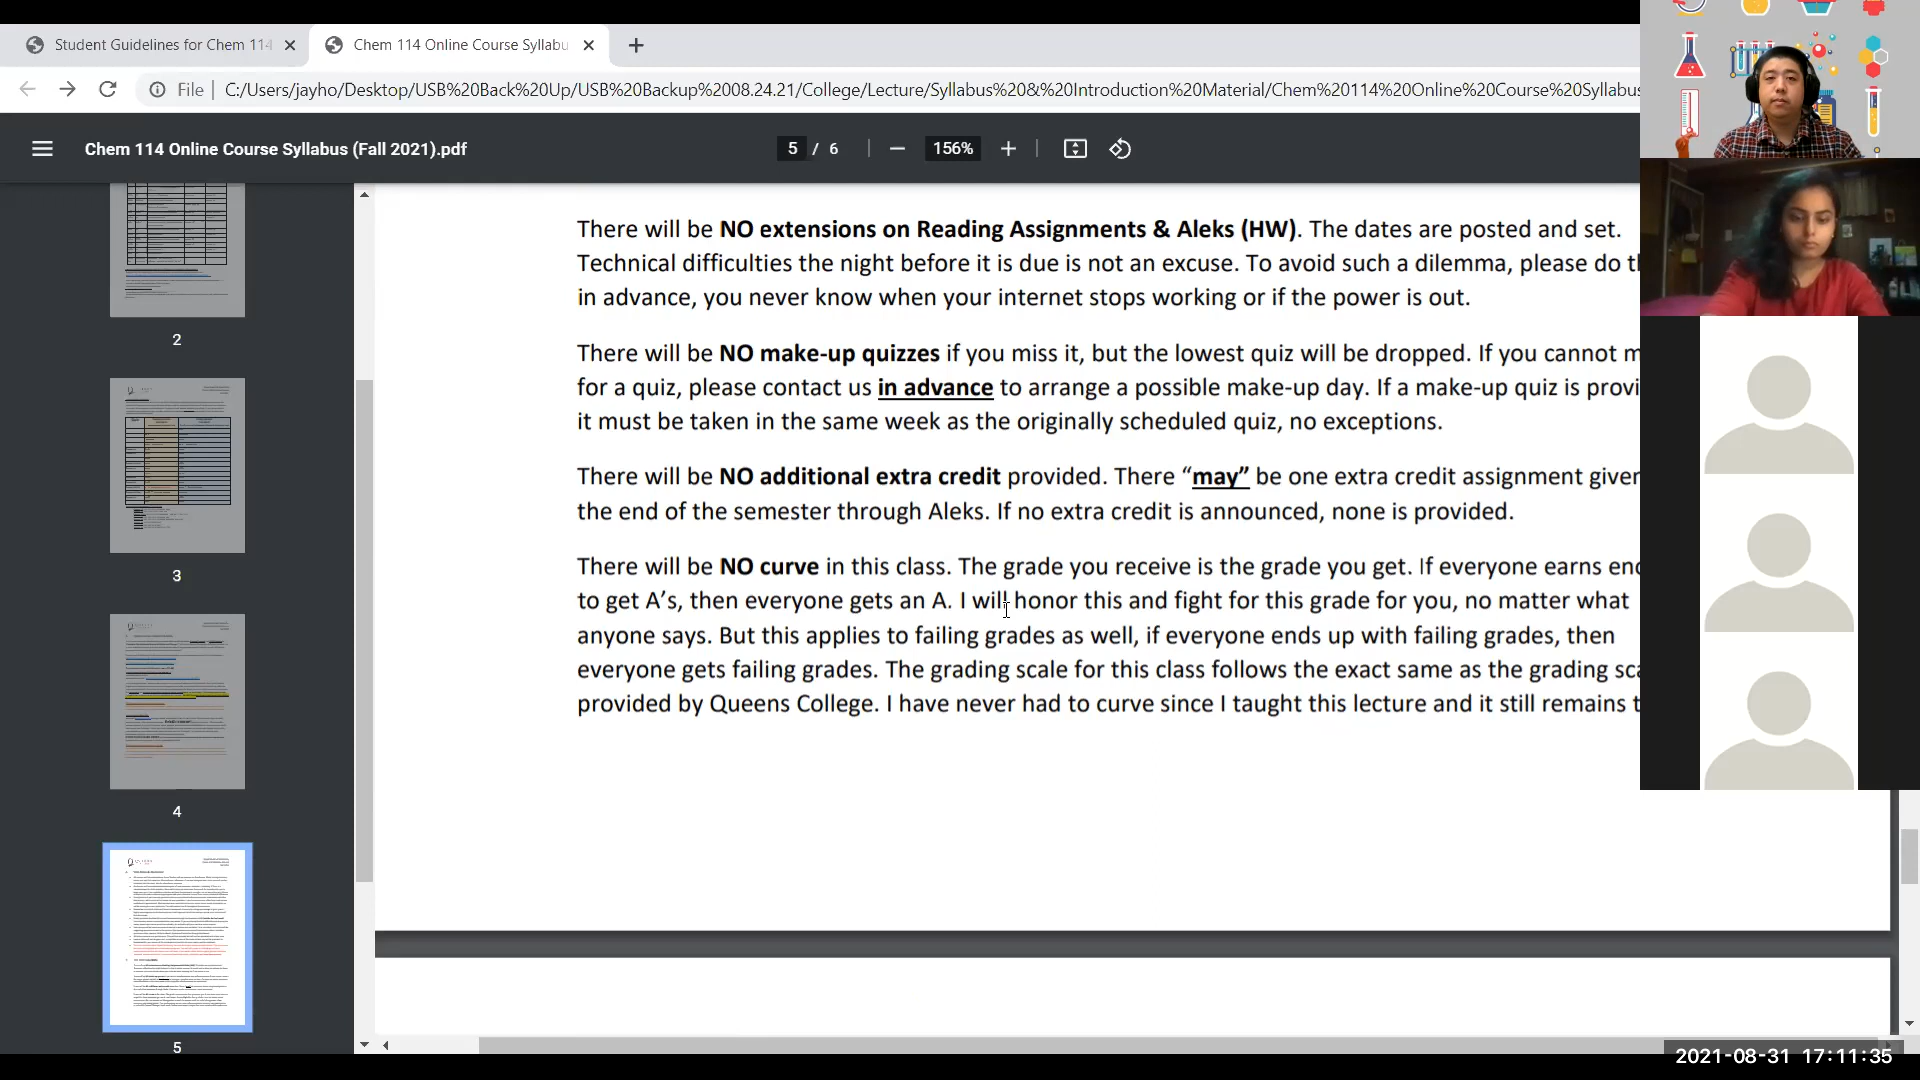 Student Guidelines for Chem 114
Chem 114 Online Course Syllabu
File
C:/Users/jayho/Desktop/USB%20Back%20Up/USB%20Backup%2008.24.21/College/Lecture/Syllabus%20&%20Introduction%20Material/Chem%20114%20Online%20Course%20Syllabus
Chem 114 Online Course Syllabus (Fall 2021).pdf
5 / 6
156%
2
3
4
5
There will be NO extensions on Reading Assignments & Aleks (HW). The dates are posted and set.
Technical difficulties the night before it is due is not an excuse. To avoid such a dilemma, please do
in advance, you never know when your internet stops working or if the power is out.
There will be NO make-up quizzes if you miss it, but the lowest quiz will be dropped. If you cannot
for a quiz, please contact us in advance to arrange a possible make-up day. If a make-up quiz is
it must be taken in the same week as the originally scheduled quiz, no exceptions.
There will be NO additional extra credit provided. There “may” be one extra credit assignment
the end of the semester through Aleks. If no extra credit is announced, none is provided.
There will be NO curve in this class. The grade you receive is the grade you get. If everyone earns
to get A’s, then everyone gets an A. I will honor this and fight for this grade for you, no matter what
anyone says. But this applies to failing grades as well, if everyone ends up with failing grades, then
everyone gets failing grades. The grading scale for this class follows the exact same as the grading
provided by Queens College. I have never had to curve since I taught this lecture and it still remains
2021-08-31 17:11:35